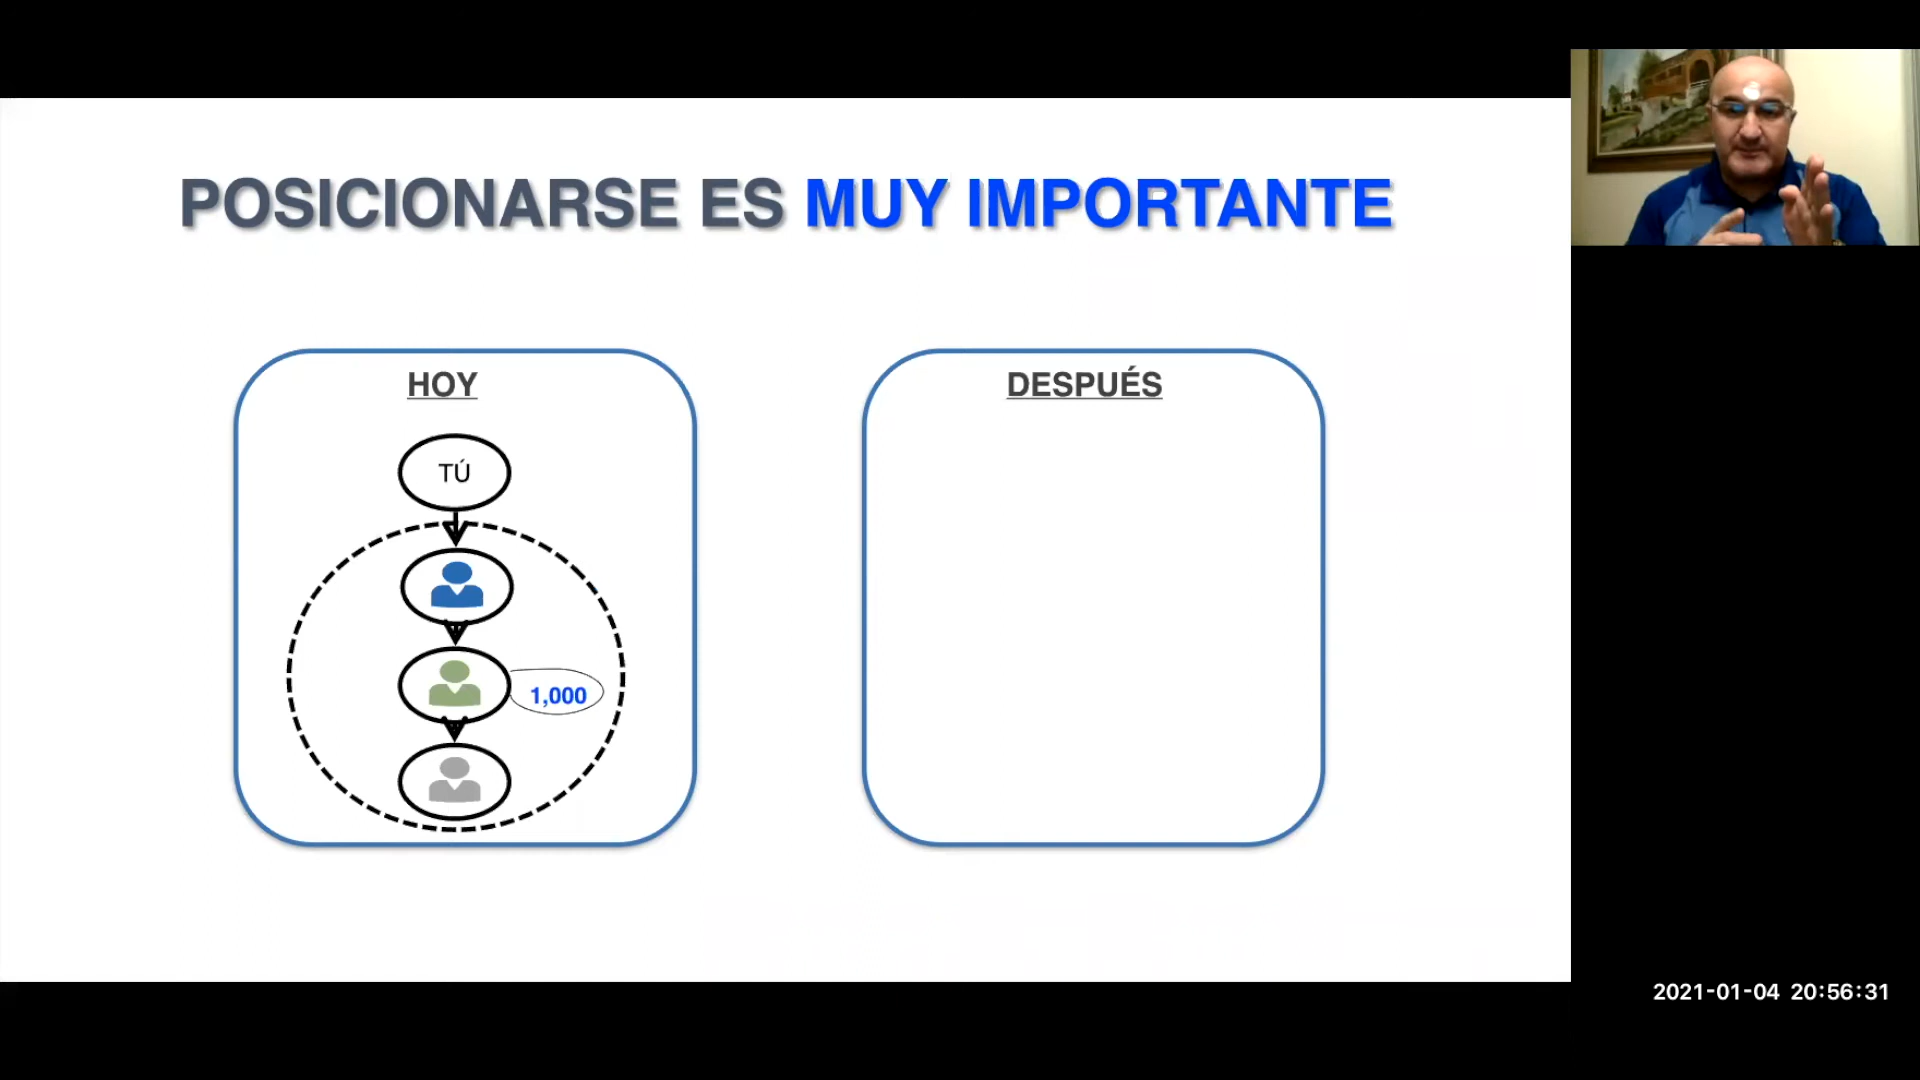 POSICIONARSE ES MUY IMPORTANTE
HOY
TÚ
1,000
DESPUÉS
2021-01-04 20:56:31